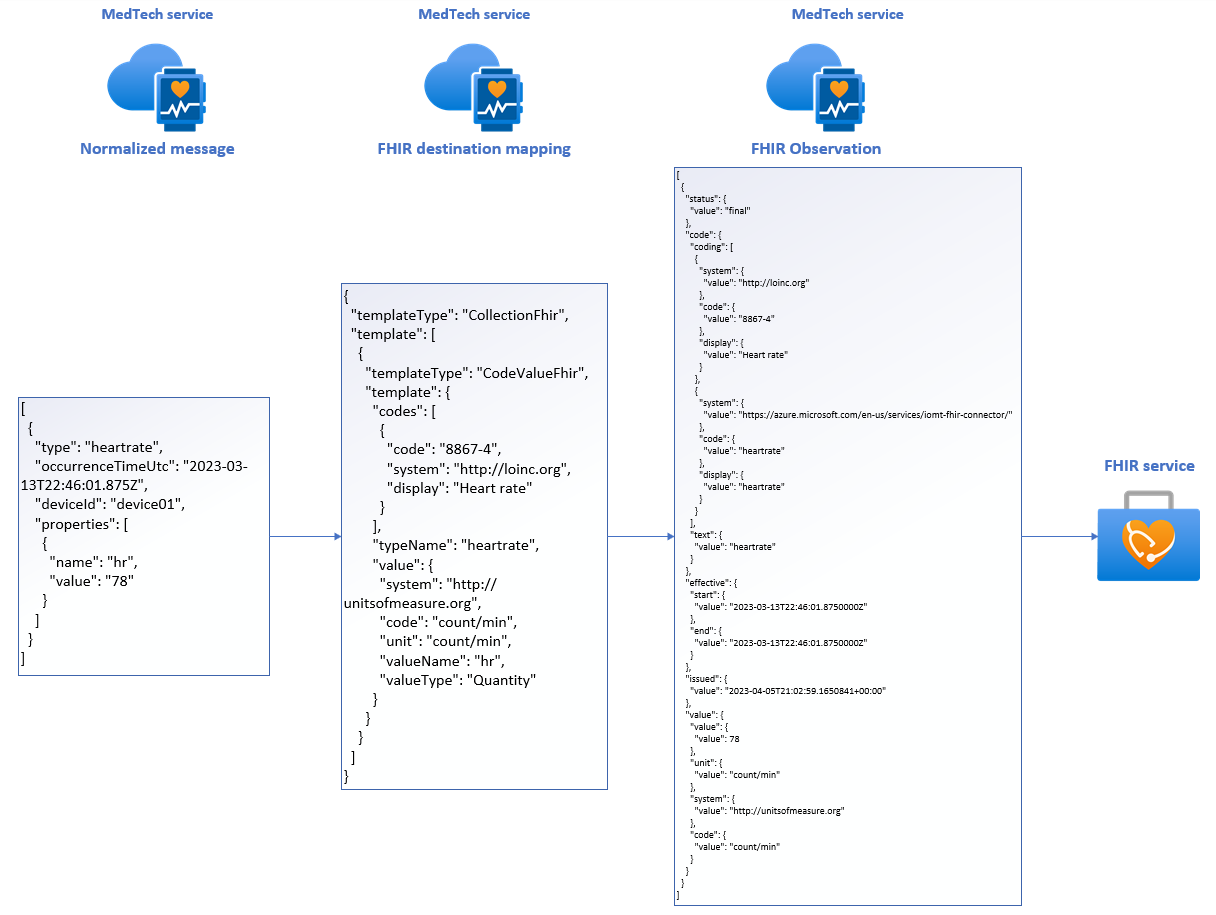 MedTech service
MedTech service
MedTech service
Normalized message
FHIR destination mapping
FHIR Observation
[
{
"type": "heartrate",
"occurrenceTimeUtc": "2023-03-
13T22:46:01.875Z",
"deviceId": "device01",
"properties": [
{
"name": "hr",
"value": "78"
}
]
}
]
{
"templateType": "CollectionFhir",
"template": [
{
"templateType": "CodeValueFhir",
"template": {
"codes": [
{
"code": "8867-4",
"system": "http://loinc.org",
"display": "Heart rate"
}
],
"typeName": "heartrate",
"value": {
"system": "http://
unitsofmeasure.org",
"code": "count/min",
"unit": "count/min",
"valueName": "hr",
"valueType": "Quantity"
}
}
}
]
}
[
{
"status": {
"value": "final"
},
"code": {
"coding": [
{
"system": {
"value": "http://loinc.org"
},
"code": {
"value": "8867-4"
},
"display": {
"value": "Heart rate"
}
},
{
"system": {
"value": "https://azure.microsoft.com/en-us/services/iomt-fhir-connector/"
},
"code": {
"value": "heartrate"
},
"display": {
"value": "heartrate"
}
}
],
"text": {
"value": "heartrate"
}
},
"effective": {
"start": {
"value": "2023-03-13T22:46:01.8750000Z"
},
"end": {
"value": "2023-03-13T22:46:01.8750000Z"
}
},
"issued": {
"value": "2023-04-05T21:02:59.1650841+00:00"
},
"value": {
"value": {
"value": 78
},
"unit": {
"value": "count/min"
},
"system": {
"value": "http://unitsofmeasure.org"
},
"code": {
"value": "count/min"
}
}
}
]
FHIR service